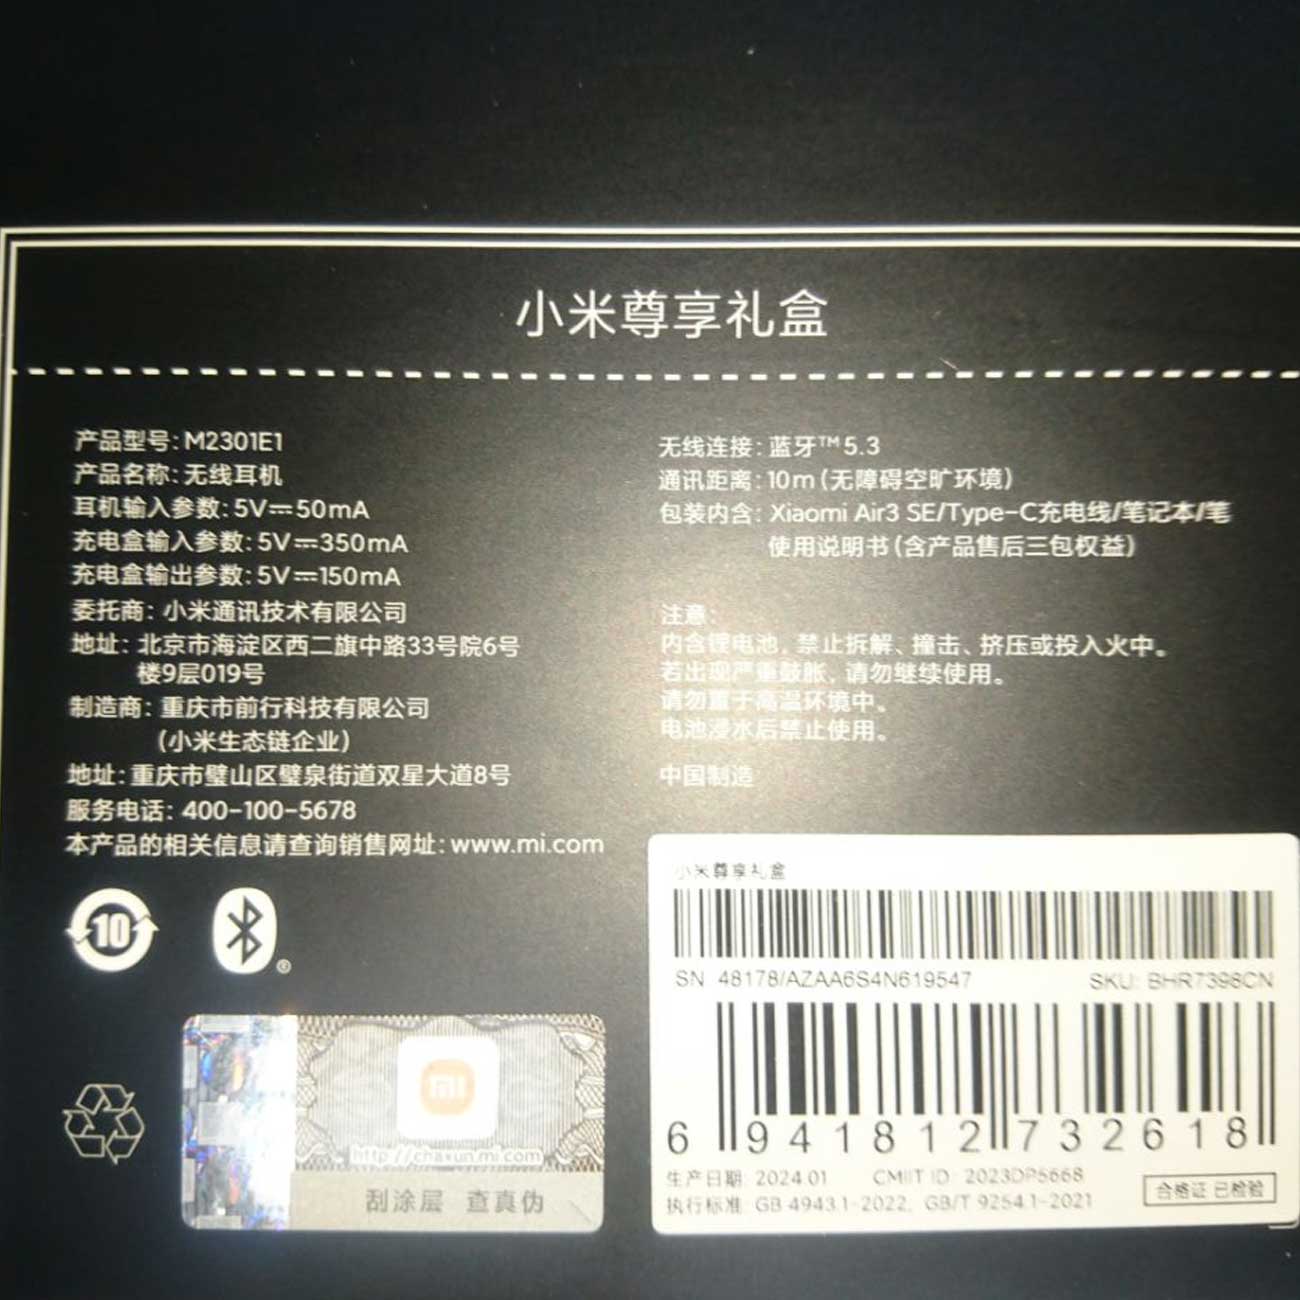 小米尊享礼盒
产品型号:M2301E1
产品名称:无线耳机
耳机输入参数:5V⎓50mA
充电盒输入参数:5V⎓350mA
充电盒输出参数:5V⎓150mA
委托商:小米通讯技术有限公司
地址:北京市海淀区西二旗中路33号院6号
楼9层019号
制造商:重庆市前行科技有限公司
(小米生态链企业)
地址:重庆市璧山区璧泉街道双星大道8号
服务电话:400-100-5678
本产品的相关信息请查询销售网址:www.mi.com
无线连接:蓝牙™5.3
通讯距离:10m(无障碍空旷环境)
包装内含:Xiaomi Air3 SE/Type-C充电线/笔记本/笔
使用说明书(含产品售后三包权益)
注意:
内含锂电池,禁止拆解、撞击、挤压或投入火中。
若出现严重鼓胀,请勿继续使用。
请勿置于高温环境中。
电池浸水后禁止使用。
中国制造
10
®
mi
http://chaxun.mi.com
刮涂层 查真伪
小米尊享礼盒
SN 48178/AZAA6S4N619547 SKU: BHR7398CN
6 941812 732618
生产日期: 2024.01 CMIIT ID: 2023DP5668
执行标准: GB 4943.1-2022, GB/T 9254.1-2021
合格证 已检验